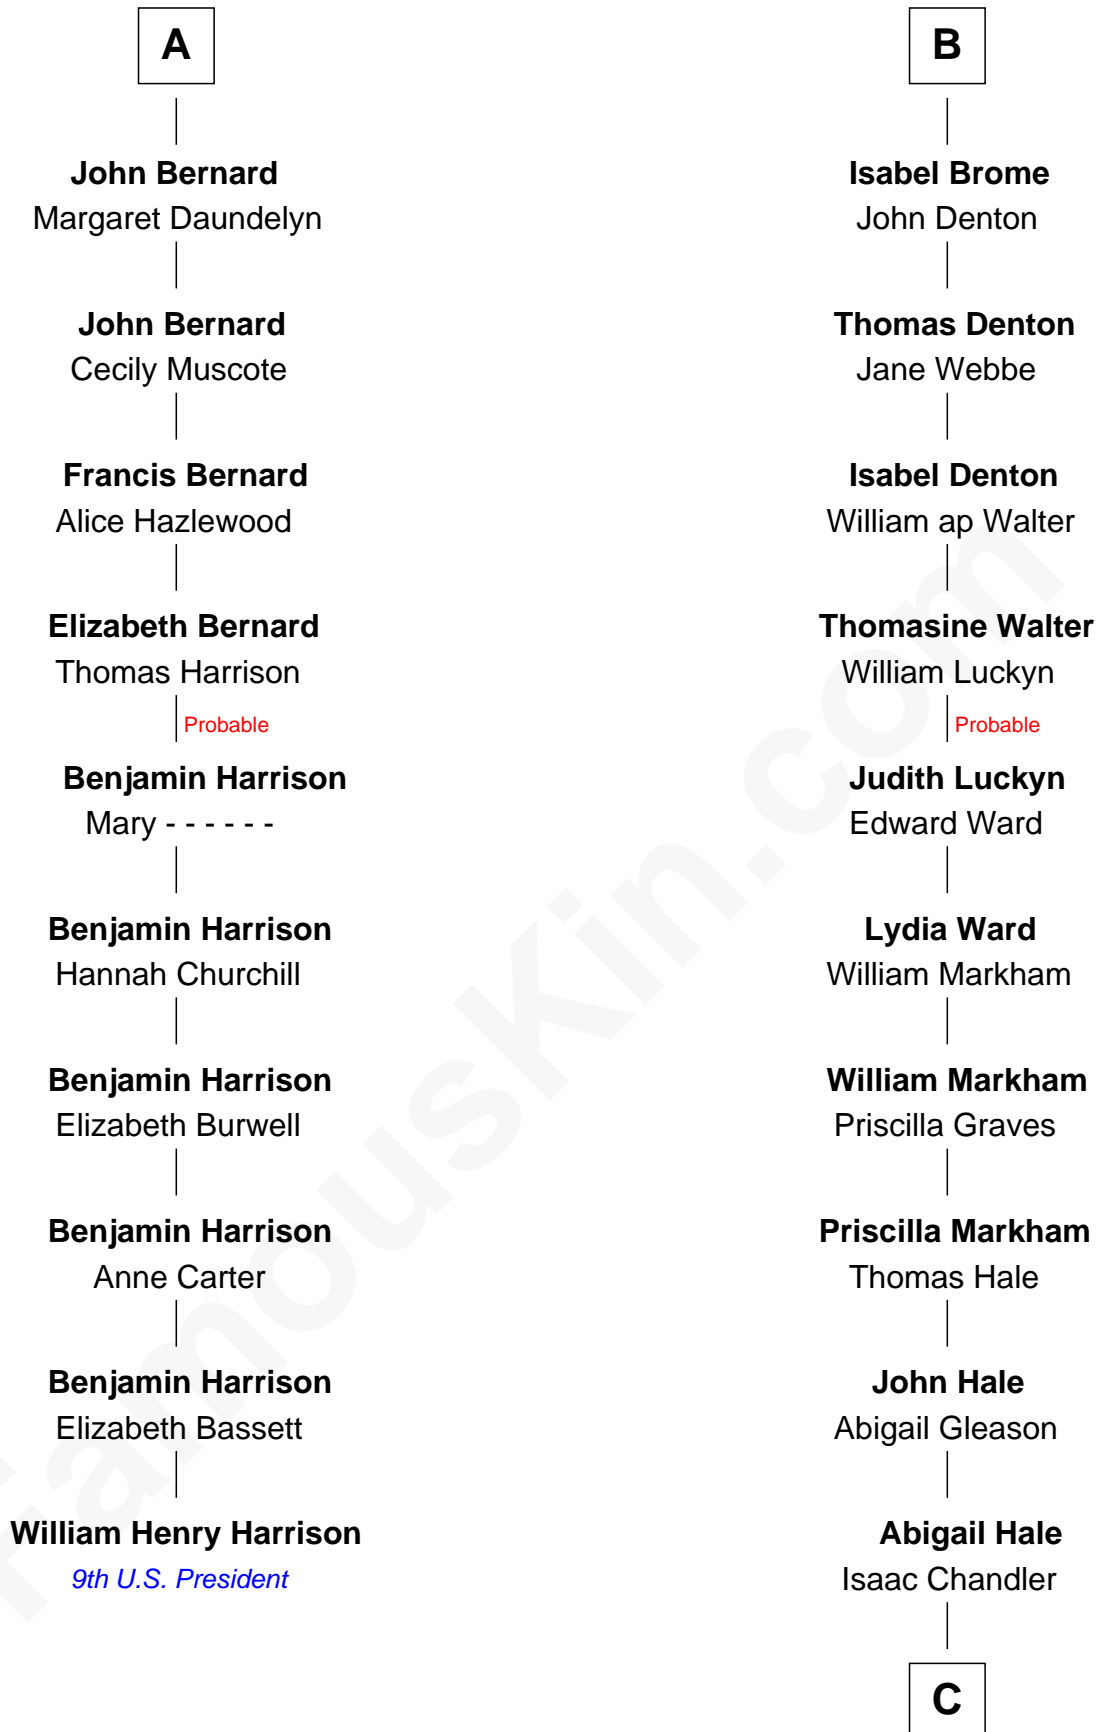 A
John Bernard
Margaret Daundelyn
John Bernard
Cecily Muscote
Francis Bernard
Alice Hazlewood
Elizabeth Bernard
Thomas Harrison
Probable
Benjamin Harrison
Mary - - - - - -
Benjamin Harrison
Hannah Churchill
Benjamin Harrison
Elizabeth Burwell
Benjamin Harrison
Anne Carter
Benjamin Harrison
Elizabeth Bassett
William Henry Harrison
9th U.S. President
B
Isabel Brome
John Denton
Thomas Denton
Jane Webbe
Isabel Denton
William ap Walter
Thomasine Walter
William Luckyn
Probable
Judith Luckyn
Edward Ward
Lydia Ward
William Markham
William Markham
Priscilla Graves
Priscilla Markham
Thomas Hale
John Hale
Abigail Gleason
Abigail Hale
Isaac Chandler
C
FamousKin.com